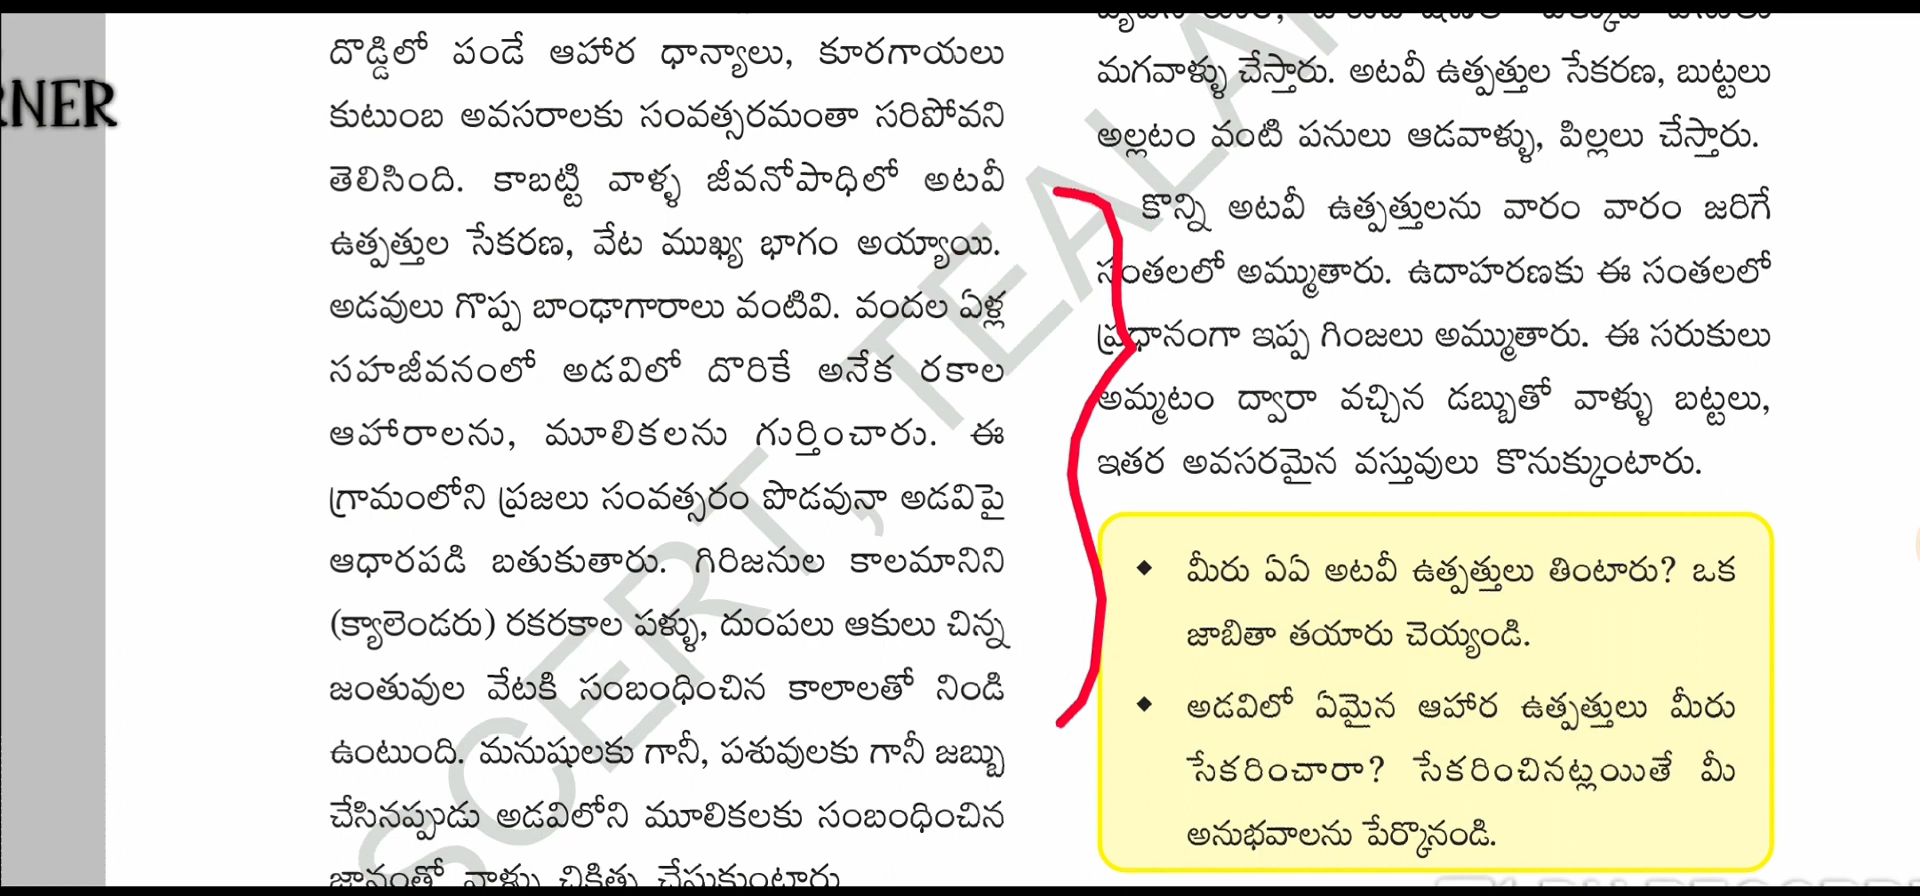 RNER
దొడ్డిలో పండే ఆహార ధాన్యాలు, కూరగాయలు
కుటుంబ అవసరాలకు సంవత్సరమంతా సరిపోవని
తెలిసింది. కాబట్టి వాళ్ళ జీవనోపాధిలో అటవీ
ఉత్పత్తుల సేకరణ, వేట ముఖ్య భాగం అయ్యాయి.
అడవులు గొప్ప బాంఢాగారాలు వంటివి. వందల ఏళ్ల
సహజీవనంలో అడవిలో దొరికే అనేక రకాల
ఆహారాలను, మూలికలను గుర్తించారు. ఈ
గ్రామంలోని ప్రజలు సంవత్సరం పొడవునా అడవిపై
ఆధారపడి బతుకుతారు. గిరిజనుల కాలమానిని
(క్యాలెండరు) రకరకాల పళ్ళు, దుంపలు ఆకులు చిన్న
జంతువుల వేటకి సంబంధించిన కాలాలతో నిండి
ఉంటుంది. మనుషులకు గానీ, పశువులకు గానీ జబ్బు
చేసినప్పుడు అడవిలోని మూలికలకు సంబంధించిన
జ్ఞానంతో వాళ్ళు చికిత్స చేసుకుంటారు
మగవాళ్ళు చేస్తారు. అటవీ ఉత్పత్తుల సేకరణ, బుట్టలు
అల్లటం వంటి పనులు ఆడవాళ్ళు, పిల్లలు చేస్తారు.
కొన్ని అటవీ ఉత్పత్తులను వారం వారం జరిగే
సంతలలో అమ్ముతారు. ఉదాహరణకు ఈ సంతలలో
ప్రధానంగా ఇప్ప గింజలు అమ్ముతారు. ఈ సరుకులు
అమ్మటం ద్వారా వచ్చిన డబ్బుతో వాళ్ళు బట్టలు,
ఇతర అవసరమైన వస్తువులు కొనుక్కుంటారు.
◆ మీరు ఏఏ అటవీ ఉత్పత్తులు తింటారు? ఒక
జాబితా తయారు చెయ్యండి.
◆ అడవిలో ఏమైన ఆహార ఉత్పత్తులు మీరు
సేకరించారా? సేకరించినట్లయితే మీ
అనుభవాలను పేర్కొనండి.
SCERT, TEALAN